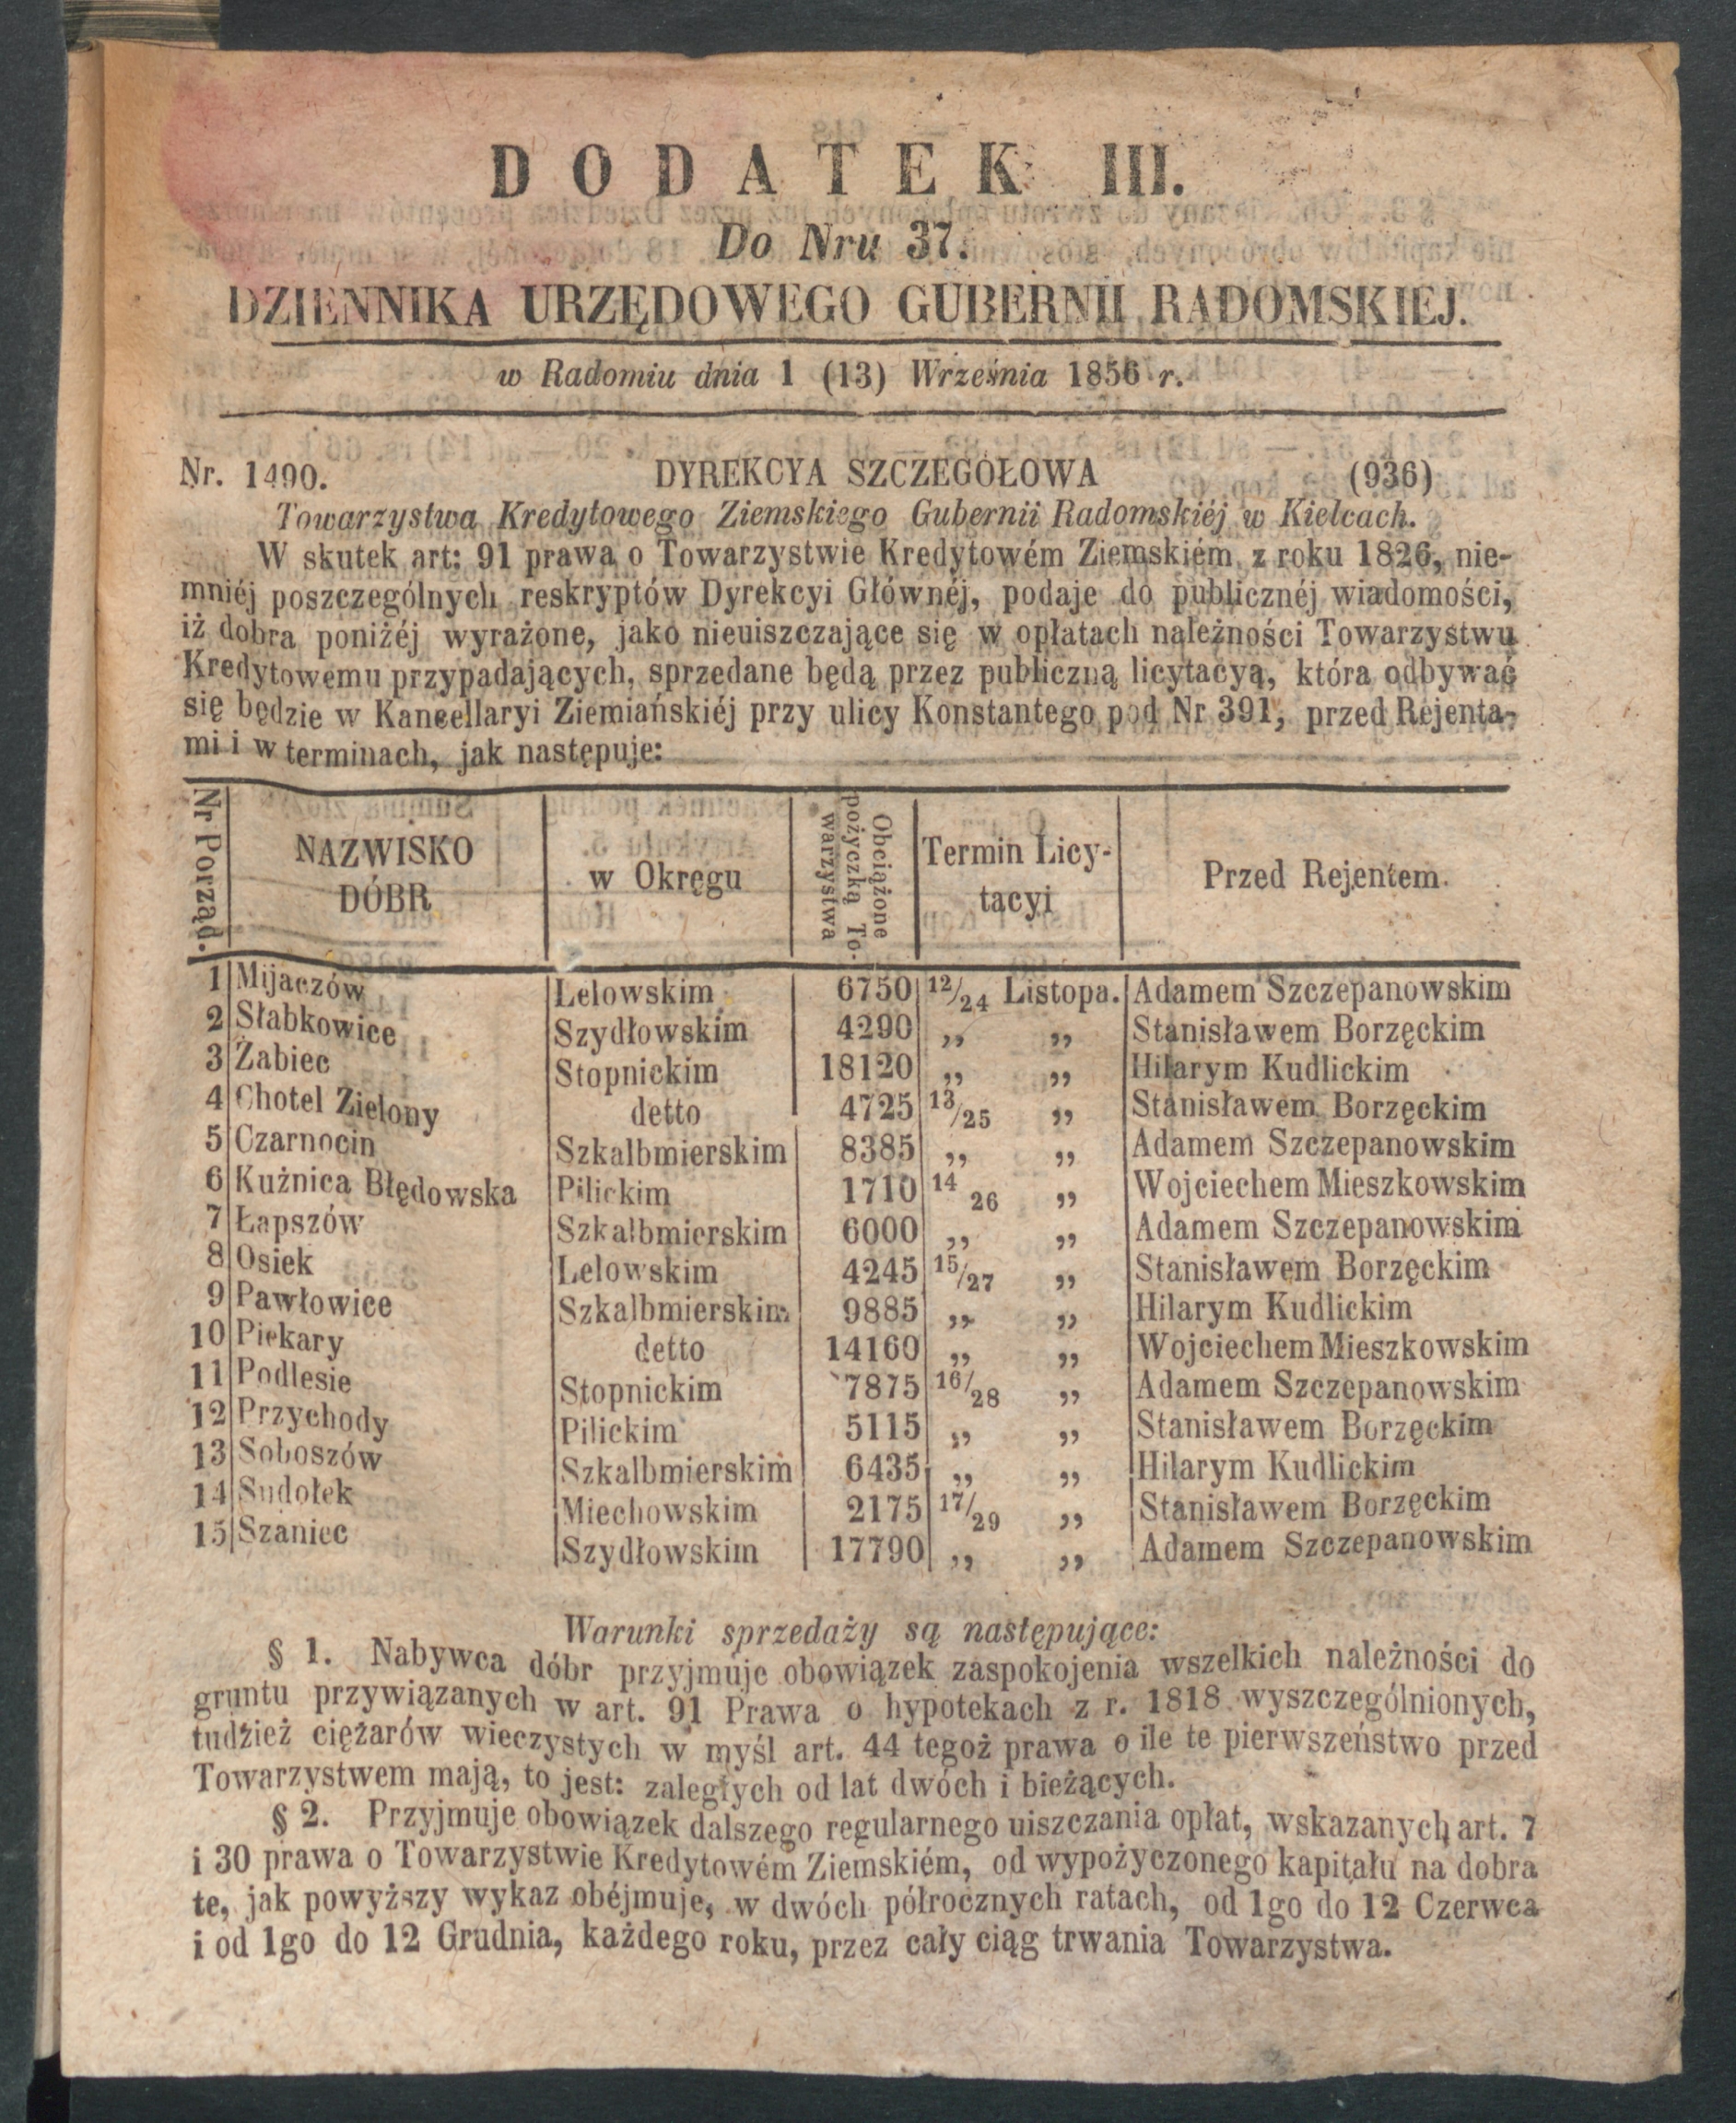 DODATEK III.
Do Nru 37.
DZIENNIKA URZĘDOWEGO GUBERNII RADOMSKIEJ.
w Radomiu dnia 1 (13) Września 1856 r.
Nr. 1490. DYREKCYA SZCZEGÓŁOWA (936)
Towarzystwa Kredytowego Ziemskiego Gubernii Radomskiéj w Kielcach.
W skutek art: 91 prawa o Towarzystwie Kredytowém Ziemskiém z roku 1826, nie-
mniéj poszczególnych reskryptów Dyrekcyi Głównéj, podaje do publicznéj wiadomości,
iż dobra poniżéj wyrażone, jako nieuiszczające się w opłatach należności Towarzystwu
Kredytowemu przypadających, sprzedane będą przez publiczną licytacyą, która odbywać
się będzie w Kancellaryi Ziemiańskiéj przy ulicy Konstantego pod Nr 391, przed Rejenta-
mi i w terminach, jak następuje:
Nr Porząd. | NAZWISKO DÓBR | w Okręgu | Obciążone pożyczką To-warzystwa | Termin Licy-tacyi | Przed Rejentem
1 Mijaczów Lelowskim 6750 12/24 Listopa. Adamem Szczepanowskim
2 Słabkowice Szydłowskim 4290 „ „ Stanisławem Borzęckim
3 Żabiec Stopnickim 18120 „ „ Hilarym Kudlickim
4 Chotel Zielony detto 4725 13/25 „ Stanisławem Borzęckim
5 Czarnocin Szkalbmierskim 8385 „ „ Adamem Szczepanowskim
6 Kuźnica Błędowska Pilickim 1710 14 26 „ Wojciechem Mieszkowskim
7 Łapszów Szkalbmierskim 6000 „ „ Adamem Szczepanowskim
8 Osiek Lelowskim 4245 15/27 „ Stanisławem Borzęckim
9 Pawłowice Szkalbmierskim 9885 „ „ Hilarym Kudlickim
10 Piekary detto 14160 „ „ Wojciechem Mieszkowskim
11 Podlesie Stopnickim 7875 16/28 „ Adamem Szczepanowskim
12 Przychody Pilickim 5115 „ „ Stanisławem Borzęckim
13 Soboszów Szkalbmierskim 6435 „ „ Hilarym Kudlickim
14 Sudołek Miechowskim 2175 17/29 „ Stanisławem Borzęckim
15 Szaniec Szydłowskim 17790 „ „ Adamem Szczepanowskim
Warunki sprzedaży są następujące:
§ 1. Nabywca dóbr przyjmuje obowiązek zaspokojenia wszelkich należności do
gruntu przywiązanych w art. 91 Prawa o hypotekach z r. 1818 wyszczególnionych,
tudzież ciężarów wieczystych w myśl art. 44 tegoż prawa o ile te pierwszeństwo przed
Towarzystwem mają, to jest: zaległych od lat dwóch i bieżących.
§ 2. Przyjmuje obowiązek dalszego regularnego uiszczania opłat, wskazanych art. 7
i 30 prawa o Towarzystwie Kredytowém Ziemskiém, od wypożyczonego kapitału na dobra
te, jak powyższy wykaz obéjmuje, w dwóch półrocznych ratach, od 1go do 12 Czerwca
i od 1go do 12 Grudnia, każdego roku, przez cały ciąg trwania Towarzystwa.